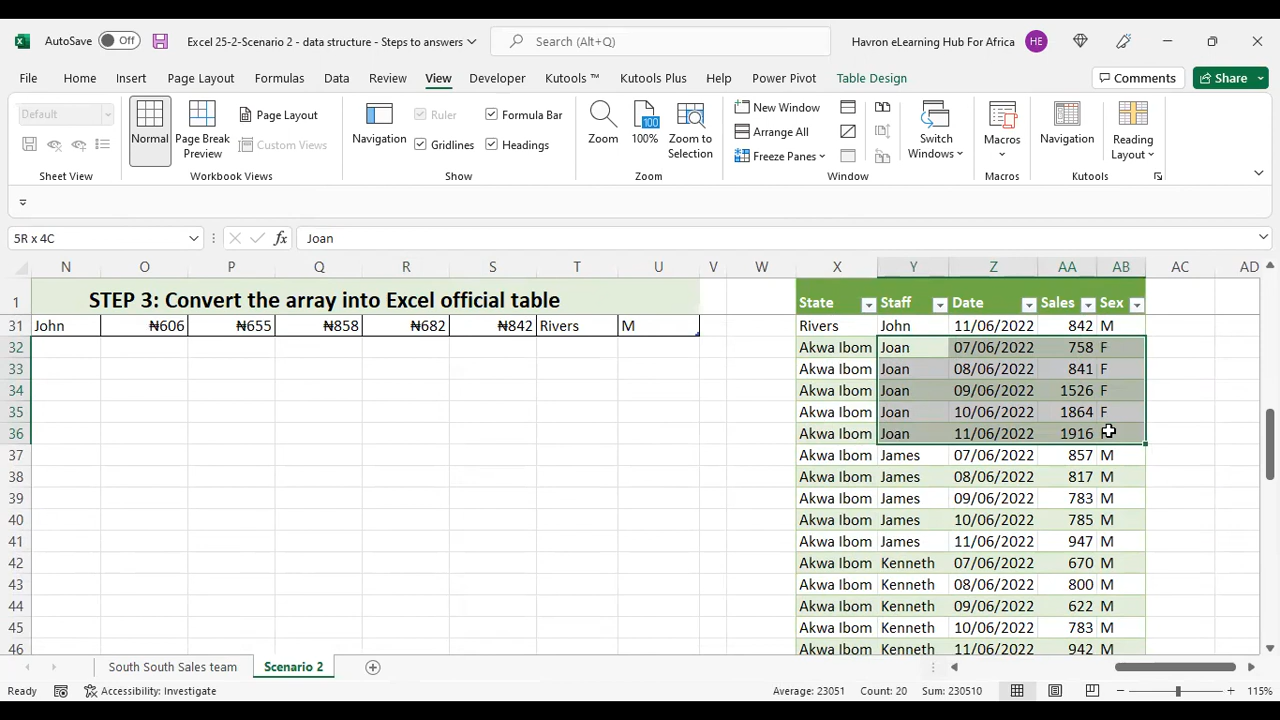 AutoSave Off Excel 25-2-Scenario 2 - data structure - Steps to answers Search (Alt+Q) Havron eLearning Hub For Africa HE
File Home Insert Page Layout Formulas Data Review View Developer Kutools ™ Kutools Plus Help Power Pivot Table Design Comments Share
Default
Normal
Page Break Preview
Page Layout
Custom Views
Navigation
Ruler
Formula Bar
Gridlines
Headings
Zoom
100
100%
Zoom to Selection
New Window
Arrange All
Freeze Panes
Switch Windows
Macros
Navigation
Reading Layout
Sheet View Workbook Views Show Zoom Window Macros Kutools
5R x 4C fx Joan
N O P Q R S T U V W X Y Z AA AB AC AD
1 STEP 3: Convert the array into Excel official table State Staff Date Sales Sex
31 John ₦606 ₦655 ₦858 ₦682 ₦842 Rivers M Rivers John 11/06/2022 842 M
32 Akwa Ibom Joan 07/06/2022 758 F
33 Akwa Ibom Joan 08/06/2022 841 F
34 Akwa Ibom Joan 09/06/2022 1526 F
35 Akwa Ibom Joan 10/06/2022 1864 F
36 Akwa Ibom Joan 11/06/2022 1916
37 Akwa Ibom James 07/06/2022 857 M
38 Akwa Ibom James 08/06/2022 817 M
39 Akwa Ibom James 09/06/2022 783 M
40 Akwa Ibom James 10/06/2022 785 M
41 Akwa Ibom James 11/06/2022 947 M
42 Akwa Ibom Kenneth 07/06/2022 670 M
43 Akwa Ibom Kenneth 08/06/2022 800 M
44 Akwa Ibom Kenneth 09/06/2022 622 M
45 Akwa Ibom Kenneth 10/06/2022 783 M
46 Akwa Ibom Kenneth 11/06/2022 942 M
South South Sales team Scenario 2
Ready Accessibility: Investigate Average: 23051 Count: 20 Sum: 230510 115%